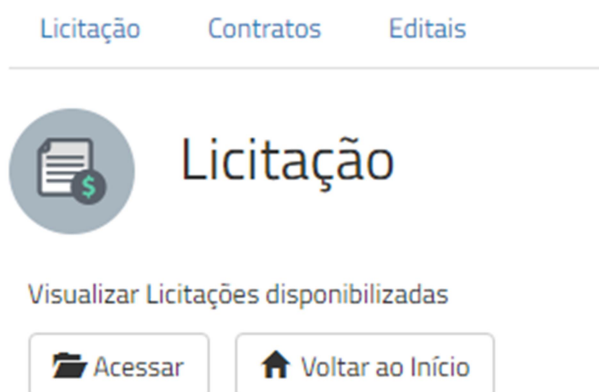 Licitação Contratos Editais
Licitação
Visualizar Licitações disponibilizadas
Acessar Voltar ao Início